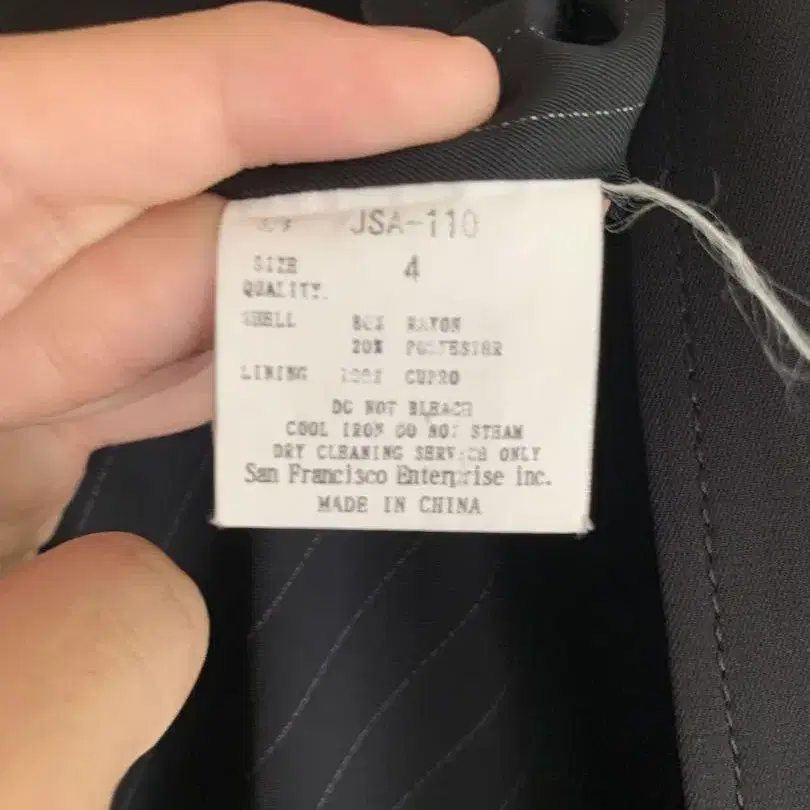 JSA-110
SIZE 4
QUALITY.
SHELL 80% RAYON
20% POLYESTER
LINING 100% CUPRO
DO NOT BLEACH
COOL IRON DO NOT STEAM
DRY CLEANING SERVICE ONLY
San Francisco Enterprise inc.
MADE IN CHINA